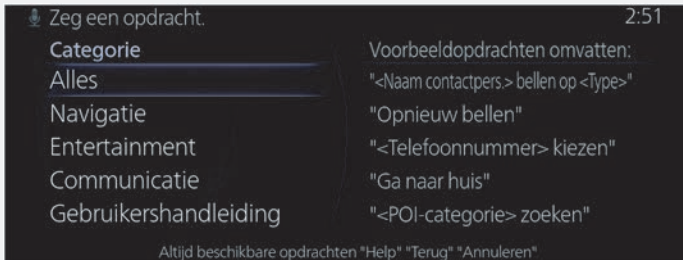 Zeg een opdracht. 2:51
Categorie
Alles
Navigatie
Entertainment
Communicatie
Gebruikershandleiding
Voorbeeldopdrachten omvatten:
"<Naam contactpers.> bellen op <Type>"
"Opnieuw bellen"
"<Telefoonnummer> kiezen"
"Ga naar huis"
"<POI-categorie> zoeken"
Altijd beschikbare opdrachten "Help" "Terug" "Annuleren"